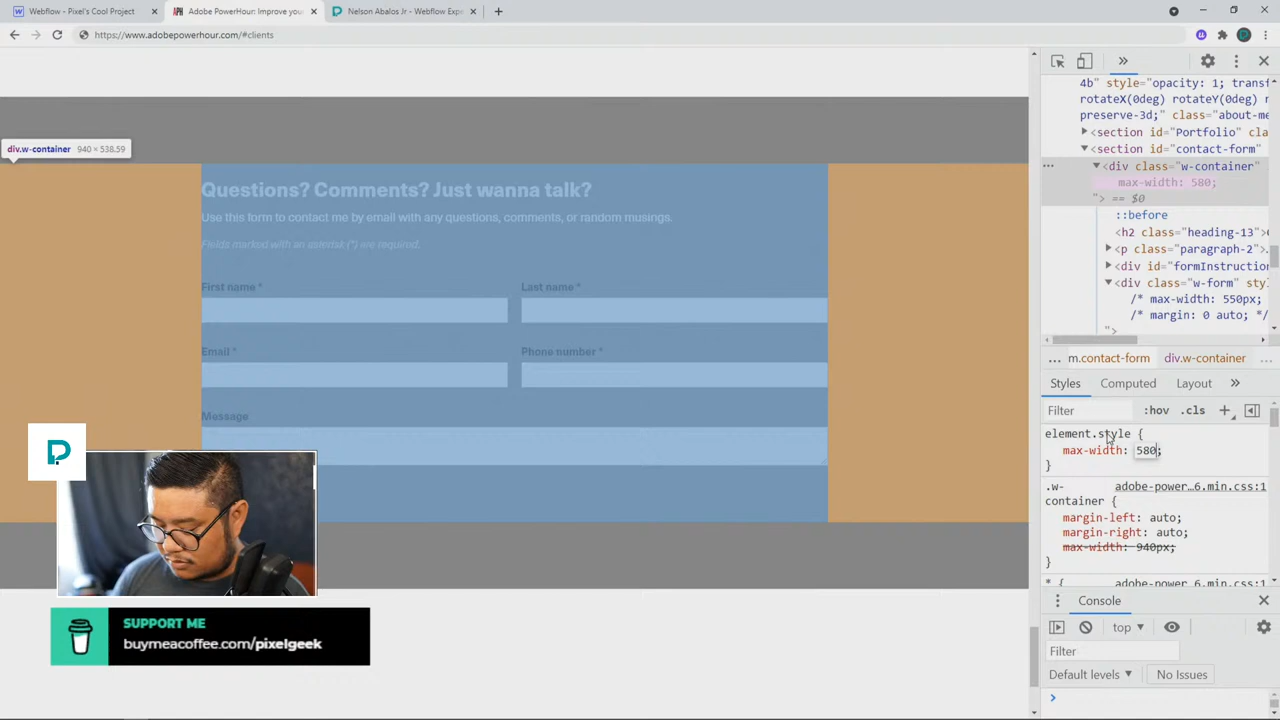 Webflow - Pixel's Cool Project
Adobe PowerHour: Improve your
Nelson Abalos Jr - Webflow Expe
https://www.adobepowerhour.com/#clients
div.w-container 940 × 538.59
Questions? Comments? Just wanna talk?
Use this form to contact me by email with any questions, comments, or random musings.
Fields marked with an asterisk (*) are required.
First name *
Last name *
Email *
Phone number *
Message
SUPPORT ME
buymeacoffee.com/pixelgeek
4b" style="opacity: 1; transf
rotateX(0deg) rotateY(0deg) r
preserve-3d;" class="about-me
<section id="Portfolio" cla
<section id="contact-form"
<div class="w-container"
max-width: 580;
"> == $0
::before
<h2 class="heading-13">C
<p class="paragraph-2">.
<div id="formInstruction
<div class="w-form" sty
/* max-width: 550px;
/* margin: 0 auto; */
">
... m.contact-form div.w-container ...
Styles Computed Layout
Filter :hov .cls
element.style {
max-width: 580;
}
.w- adobe-power…6.min.css:1
container {
margin-left: auto;
margin-right: auto;
max-width: 940px;
}
* { adobe-power…6.min.css:1
Console
top
Filter
Default levels No Issues